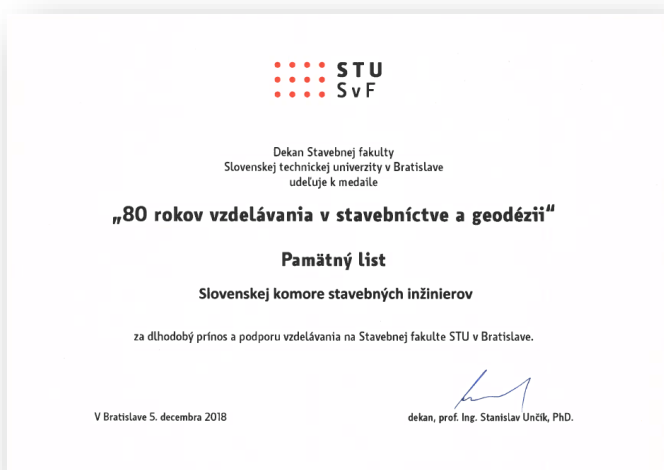 STU
SvF
Dekan Stavebnej fakulty
Slovenskej technickej univerzity v Bratislave
udeľuje k medaile
„80 rokov vzdelávania v stavebníctve a geodézii“
Pamätný list
Slovenskej komore stavebných inžinierov
za dlhodobý prínos a podporu vzdelávania na Stavebnej fakulte STU v Bratislave.
V Bratislave 5. decembra 2018
dekan, prof. Ing. Stanislav Unčík, PhD.